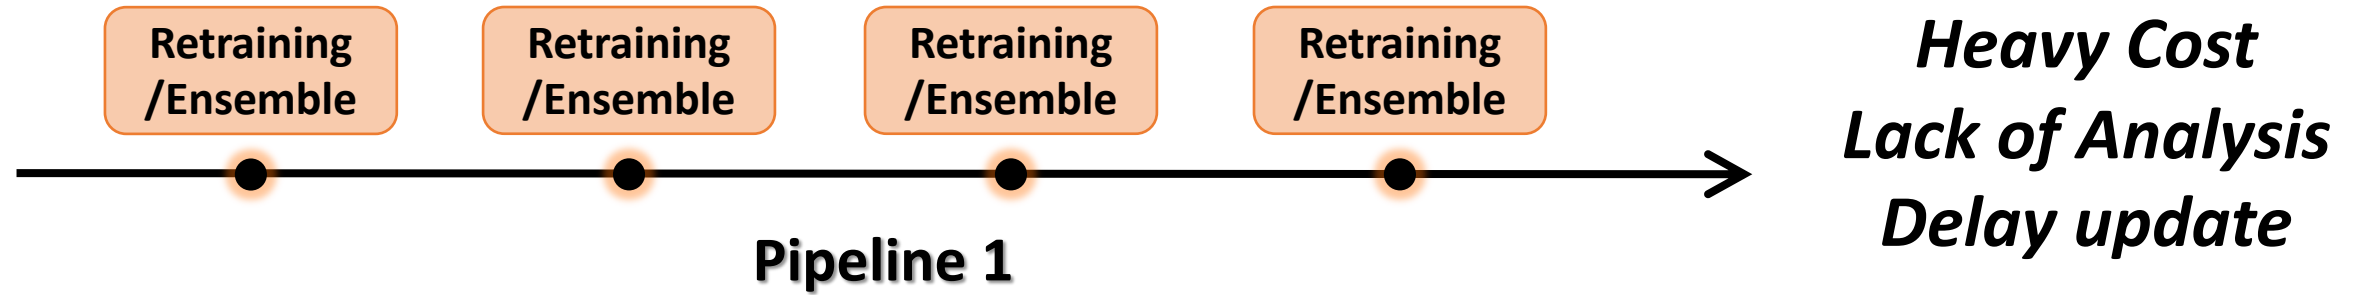 Retraining
/Ensemble
Retraining
/Ensemble
Retraining
/Ensemble
Retraining
/Ensemble
Pipeline 1
Heavy Cost
Lack of Analysis
Delay update